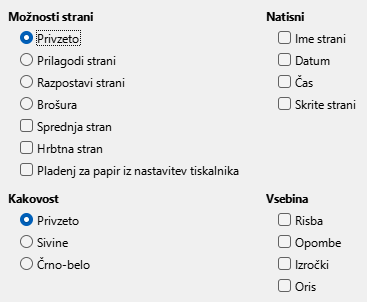 Možnosti strani
Privzeto
Prilagodi strani
Razpostavi strani
Brošura
Sprednja stran
Hrbtna stran
Pladenj za papir iz nastavitev tiskalnika
Natisni
Ime strani
Datum
Čas
Skrite strani
Kakovost
Privzeto
Sivine
Črno-belo
Vsebina
Risba
Opombe
Izročki
Oris